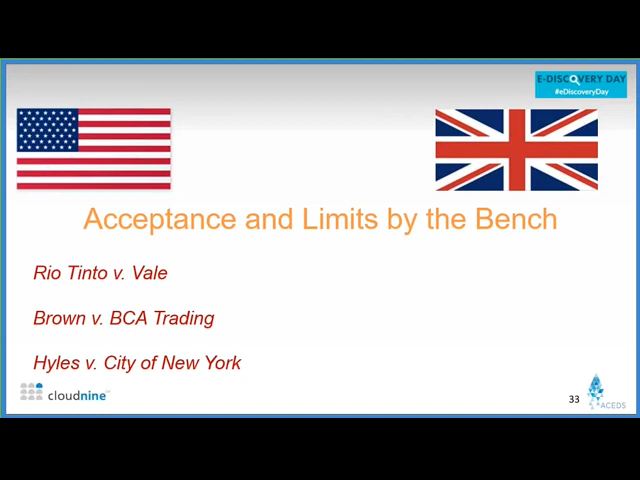 E-DISCOVERY DAY
#eDiscoveryDay
Acceptance and Limits by the Bench
Rio Tinto v. Vale
Brown v. BCA Trading
Hyles v. City of New York
cloudnine
33
ACEDS